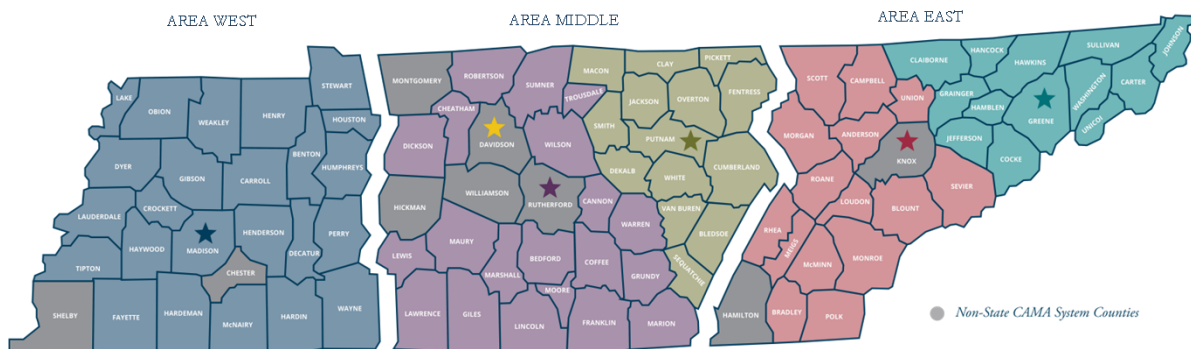 AREA WEST
AREA MIDDLE
AREA EAST
LAKE
OBION
WEAKLEY
HENRY
STEWART
HOUSTON
HUMPHREYS
BENTON
DYER
GIBSON
CARROLL
LAUDERDALE
CROCKETT
HAYWOOD
MADISON
HENDERSON
DECATUR
PERRY
TIPTON
CHESTER
SHELBY
FAYETTE
HARDEMAN
McNAIRY
HARDIN
WAYNE
MONTGOMERY
ROBERTSON
SUMNER
MACON
CLAY
PICKETT
CHEATHAM
TROUSDALE
JACKSON
OVERTON
FENTRESS
DICKSON
DAVIDSON
WILSON
SMITH
PUTNAM
DEKALB
WHITE
CUMBERLAND
HICKMAN
WILLIAMSON
RUTHERFORD
CANNON
WARREN
VAN BUREN
BLEDSOE
LEWIS
MAURY
MARSHALL
BEDFORD
COFFEE
GRUNDY
SEQUATCHIE
MOORE
LAWRENCE
GILES
LINCOLN
FRANKLIN
MARION
SCOTT
CAMPBELL
CLAIBORNE
HANCOCK
HAWKINS
SULLIVAN
JOHNSON
UNION
GRAINGER
HAMBLEN
GREENE
WASHINGTON
CARTER
UNICOI
MORGAN
ANDERSON
KNOX
JEFFERSON
COCKE
ROANE
LOUDON
BLOUNT
SEVIER
RHEA
MEIGS
McMINN
MONROE
HAMILTON
BRADLEY
POLK
Non-State CAMA System Counties